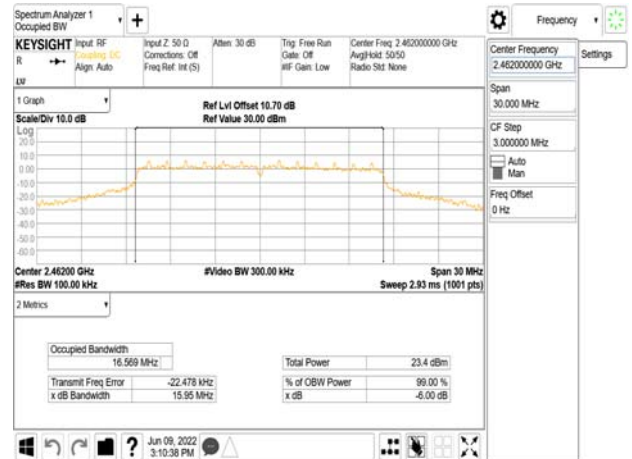 Spectrum Analyzer 1
Occupied BW
+
Frequency
KEYSIGHT
R
LU
Input: RF
Coupling: DC
Align: Auto
Input Z: 50 Ω
Corrections: Off
Freq Ref: Int (S)
Atten: 30 dB
Trig: Free Run
Gate: Off
#IF Gain: Low
Center Freq: 2.462000000 GHz
Avg|Hold: 50/50
Radio Std: None
Center Frequency
2.462000000 GHz
Settings
Span
30.000 MHz
CF Step
3.000000 MHz
Auto
Man
Freq Offset
0 Hz
1 Graph
Scale/Div 10.0 dB
Ref Lvl Offset 10.70 dB
Ref Value 30.00 dBm
Log
20.0
10.0
0.00
-10.0
-20.0
-30.0
-40.0
-50.0
-60.0
Center 2.46200 GHz
#Res BW 100.00 kHz
#Video BW 300.00 kHz
Span 30 MHz
Sweep 2.93 ms (1001 pts)
2 Metrics
Occupied Bandwidth
16.569 MHz
Total Power 23.4 dBm
Transmit Freq Error -22.478 kHz
% of OBW Power 99.00 %
x dB Bandwidth 15.95 MHz
x dB -6.00 dB
?
Jun 09, 2022
3:10:38 PM